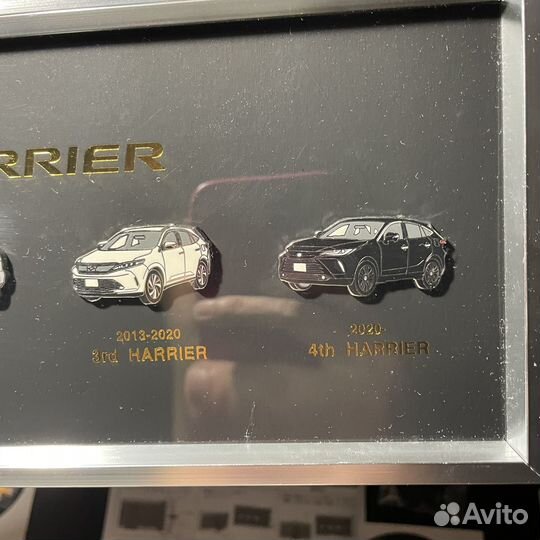 RRIER
2013-2020
3rd HARRIER
2020-
4th HARRIER
Avito